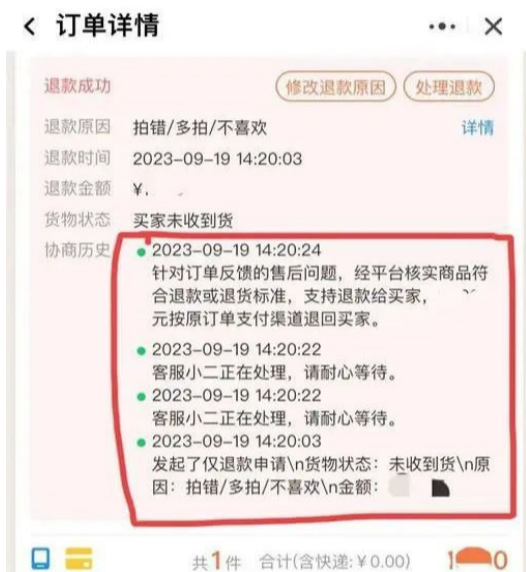 订单详情
退款成功 修改退款原因 处理退款
退款原因 拍错/多拍/不喜欢 详情
退款时间 2023-09-19 14:20:03
退款金额 ¥
货物状态 买家未收到货
协商历史 2023-09-19 14:20:24
针对订单反馈的售后问题，经平台核实商品符
合退款或退货标准，支持退款给买家，
元按原订单支付渠道退回买家。
2023-09-19 14:20:22
客服小二正在处理，请耐心等待。
2023-09-19 14:20:22
客服小二正在处理，请耐心等待。
2023-09-19 14:20:03
发起了仅退款申请\n货物状态：未收到货\n原
因：拍错/多拍/不喜欢\n金额：
共1件 合计(含快递:¥0.00)